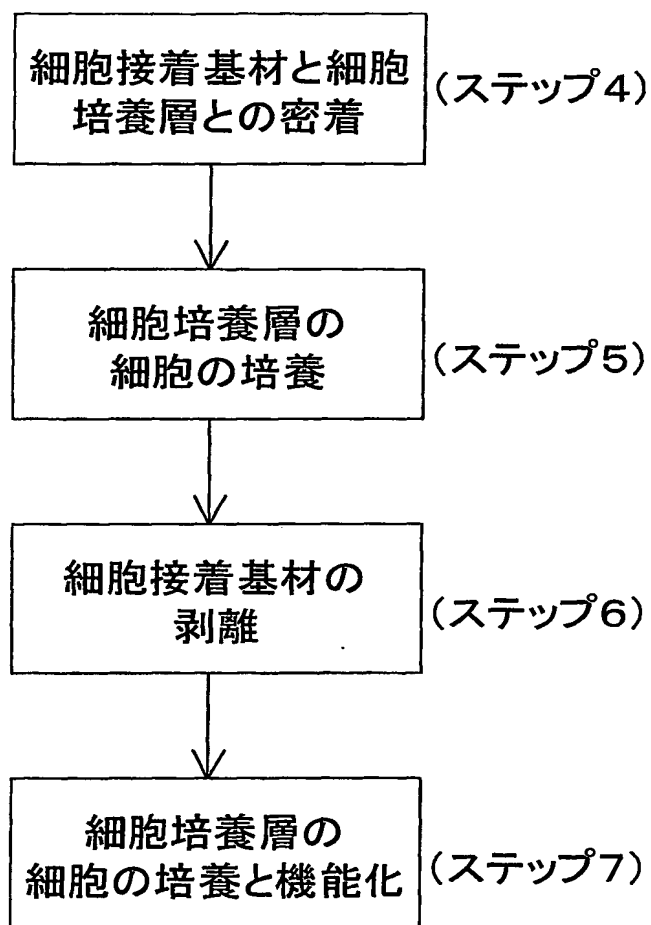 細胞接着基材と細胞
培養層との密着
(ステップ4)
細胞培養層の
細胞の培養
(ステップ5)
細胞接着基材の
剥離
(ステップ6)
細胞培養層の
細胞の培養と機能化
(ステップ7)